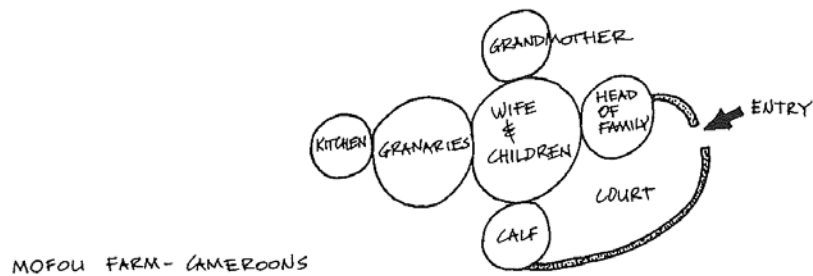 GRANDMOTHER
HEAD
OF
FAMILY
ENTRY
WIFE
&
CHILDREN
KITCHEN
GRANARIES
COURT
CALF
MOFOU FARM - CAMEROONS